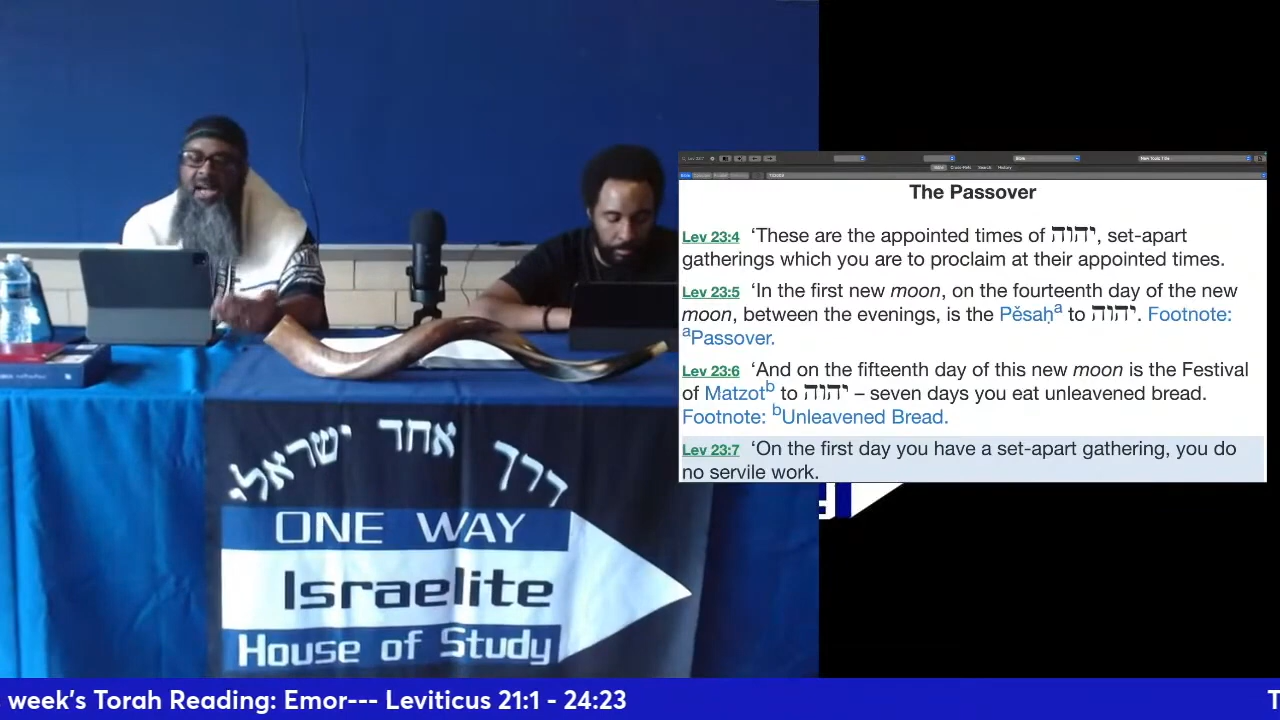 The Passover
Lev 23:4 ‘These are the appointed times of יהוה, set-apart
gatherings which you are to proclaim at their appointed times.
Lev 23:5 ‘In the first new moon, on the fourteenth day of the new
moon, between the evenings, is the Pĕsaḥa to יהוה. Footnote:
aPassover.
Lev 23:6 ‘And on the fifteenth day of this new moon is the Festival
of Matzotb to יהוה – seven days you eat unleavened bread.
Footnote: bUnleavened Bread.
Lev 23:7 ‘On the first day you have a set-apart gathering, you do
no servile work.
דרך אחד ישראלי
ONE WAY
Israelite
House of Study
week's Torah Reading: Emor--- Leviticus 21:1 - 24:23
T